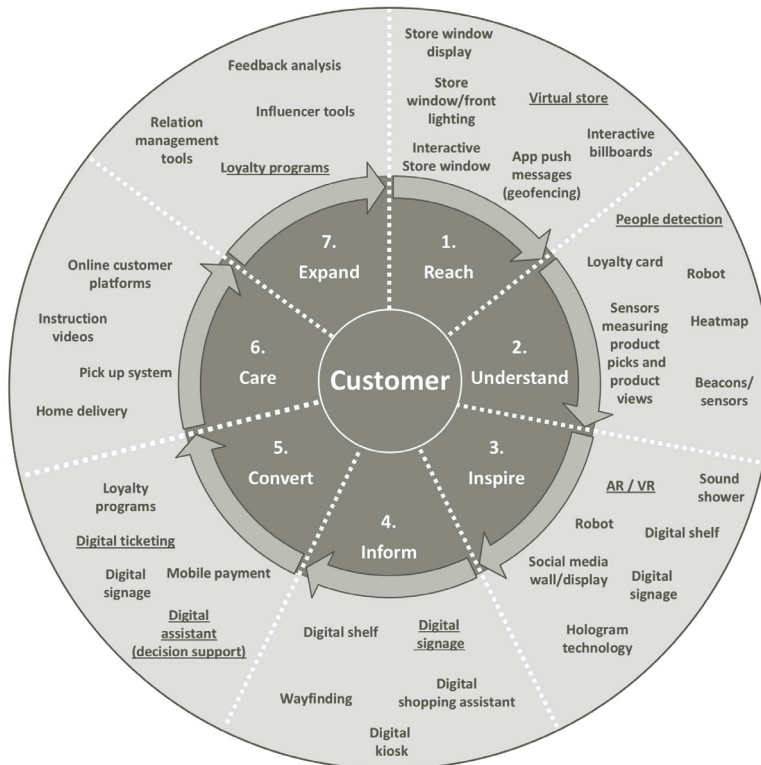 Customer
1.
Reach
Store window
display
Store
window/front
lighting
Virtual store
Interactive
billboards
Interactive
Store window
App push
messages
(geofencing)
2.
Understand
People detection
Loyalty card
Robot
Sensors
measuring
product
picks and
product
views
Heatmap
Beacons/
sensors
3.
Inspire
AR / VR
Sound
shower
Robot
Digital shelf
Social media
wall/display
Digital
signage
Hologram
technology
4.
Inform
Digital shelf
Digital
signage
Wayfinding
Digital
shopping assistant
Digital
kiosk
5.
Convert
Loyalty
programs
Digital ticketing
Digital
signage
Mobile payment
Digital
assistant
(decision support)
6.
Care
Online customer
platforms
Instruction
videos
Pick up system
Home delivery
7.
Expand
Feedback analysis
Influencer tools
Relation
management
tools
Loyalty programs